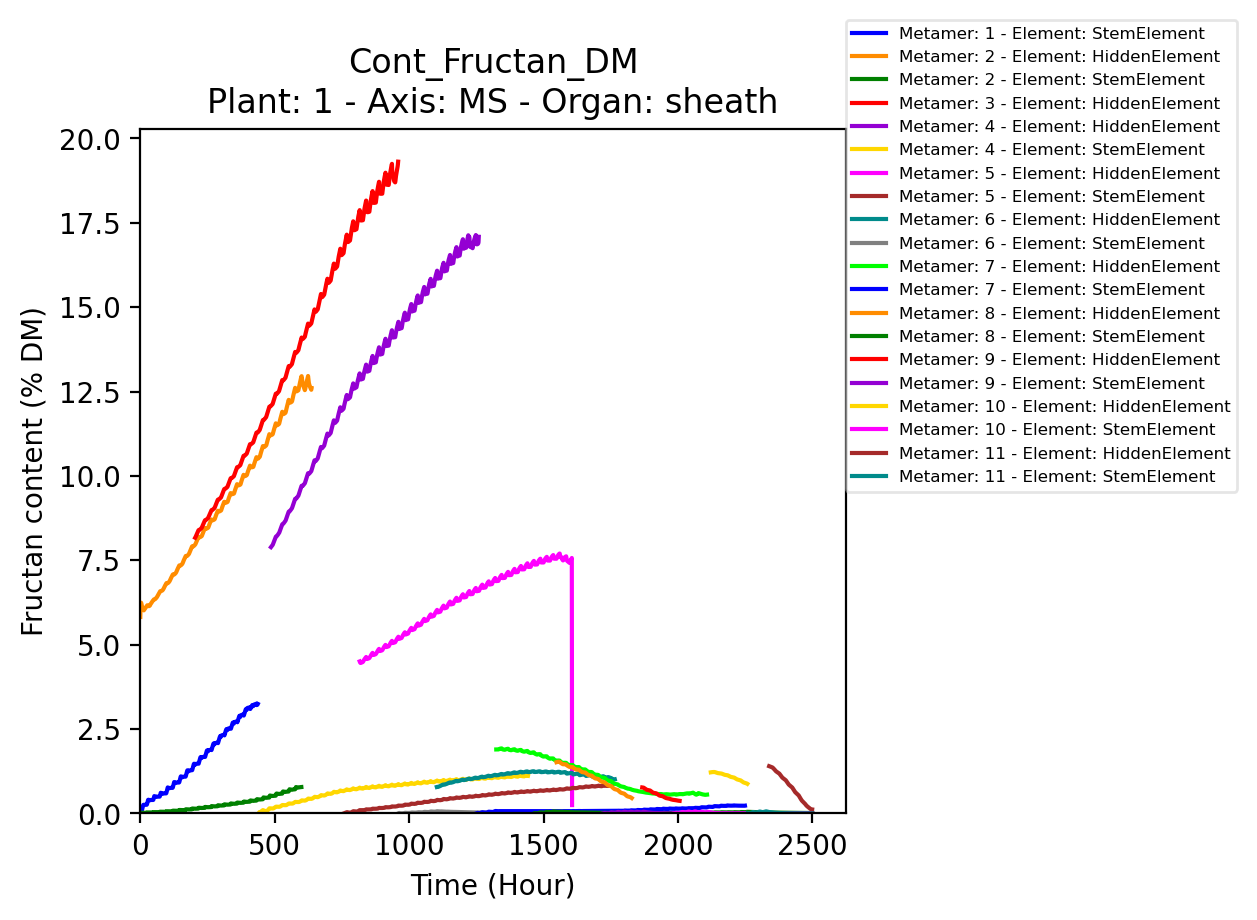 Cont_Fructan_DM
Plant: 1 - Axis: MS - Organ: sheath
Fructan content (% DM)
20.0
17.5
15.0
12.5
10.0
7.5
5.0
2.5
0.0
0
500
1000
1500
2000
2500
Time (Hour)
Metamer: 1 - Element: StemElement
Metamer: 2 - Element: HiddenElement
Metamer: 2 - Element: StemElement
Metamer: 3 - Element: HiddenElement
Metamer: 4 - Element: HiddenElement
Metamer: 4 - Element: StemElement
Metamer: 5 - Element: HiddenElement
Metamer: 5 - Element: StemElement
Metamer: 6 - Element: HiddenElement
Metamer: 6 - Element: StemElement
Metamer: 7 - Element: HiddenElement
Metamer: 7 - Element: StemElement
Metamer: 8 - Element: HiddenElement
Metamer: 8 - Element: StemElement
Metamer: 9 - Element: HiddenElement
Metamer: 9 - Element: StemElement
Metamer: 10 - Element: HiddenElement
Metamer: 10 - Element: StemElement
Metamer: 11 - Element: HiddenElement
Metamer: 11 - Element: StemElement